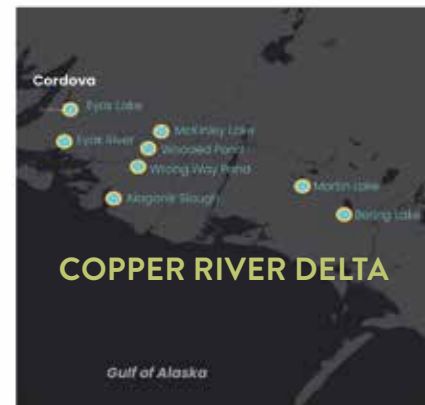 Cordova
Eyak Lake
Eyak River
McKinley Lake
Wooded Pond
Wrong Way Pond
Alaganik Slough
Martin Lake
Bering Lake
COPPER RIVER DELTA
Gulf of Alaska